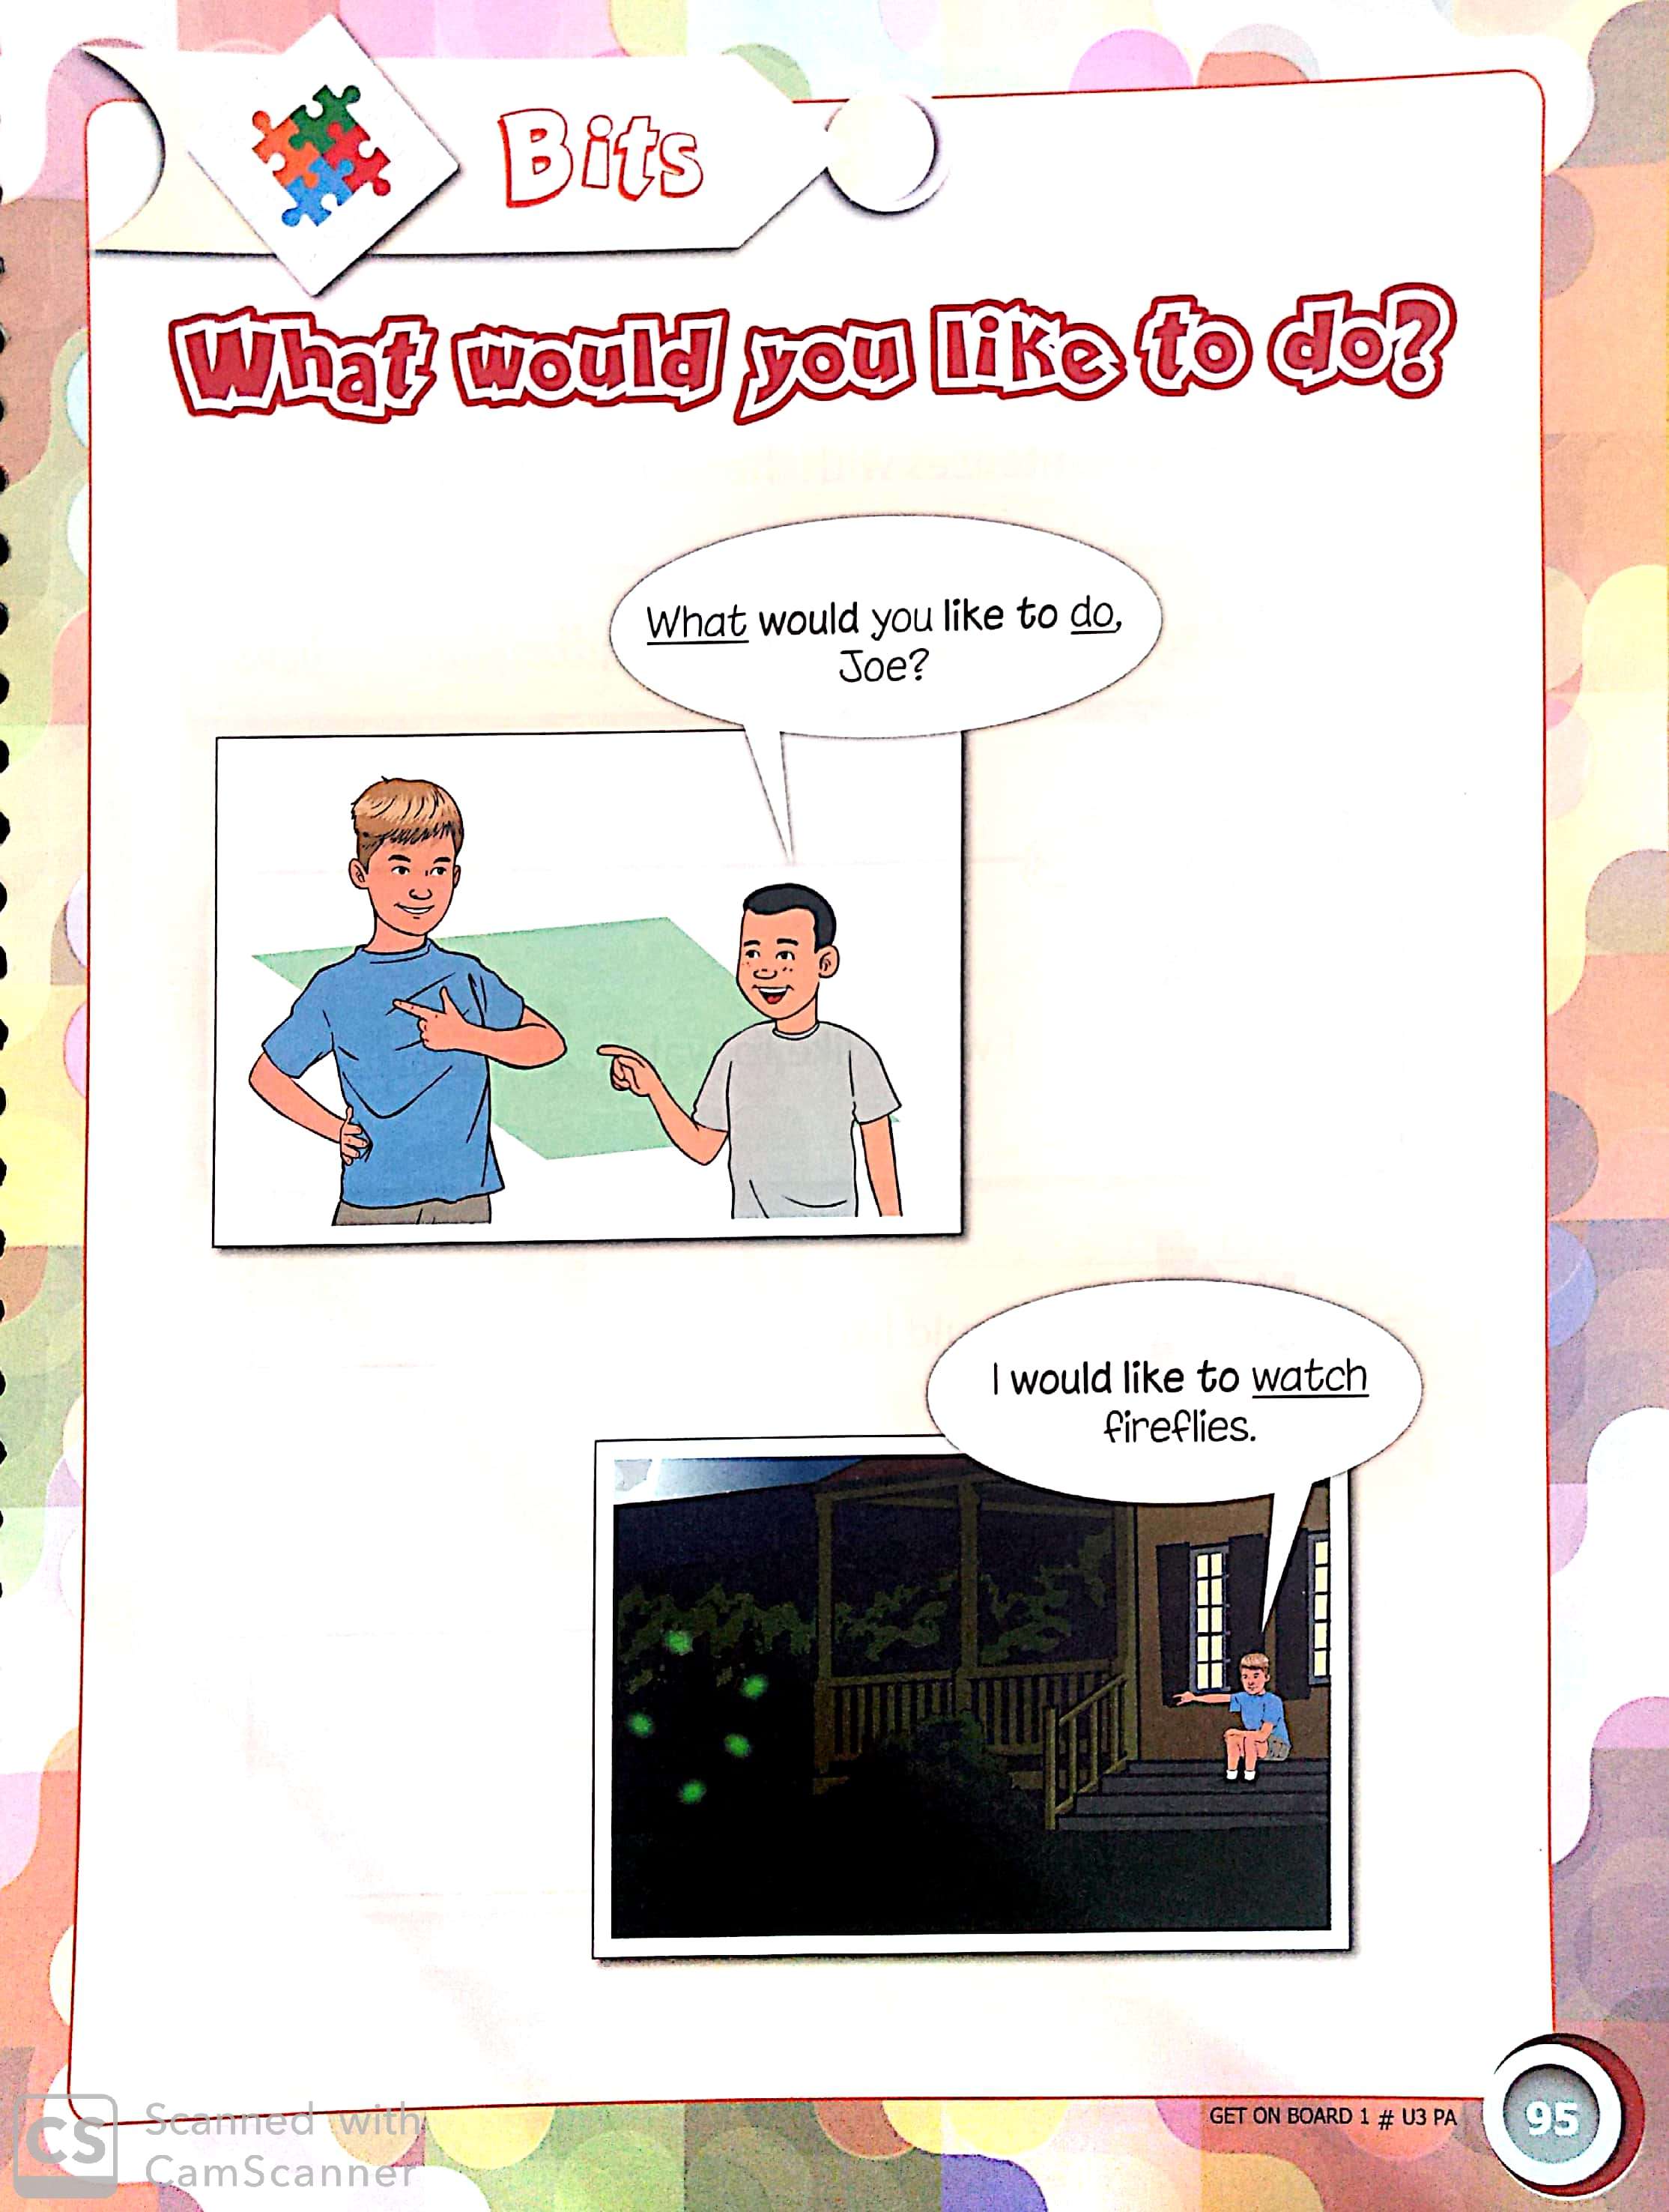 Bits
What would you like to do?
What would you like to do,
Joe?
I would like to watch
fireflies.
GET ON BOARD 1 # U3 PA
95
CS
Scanned with
CamScanner